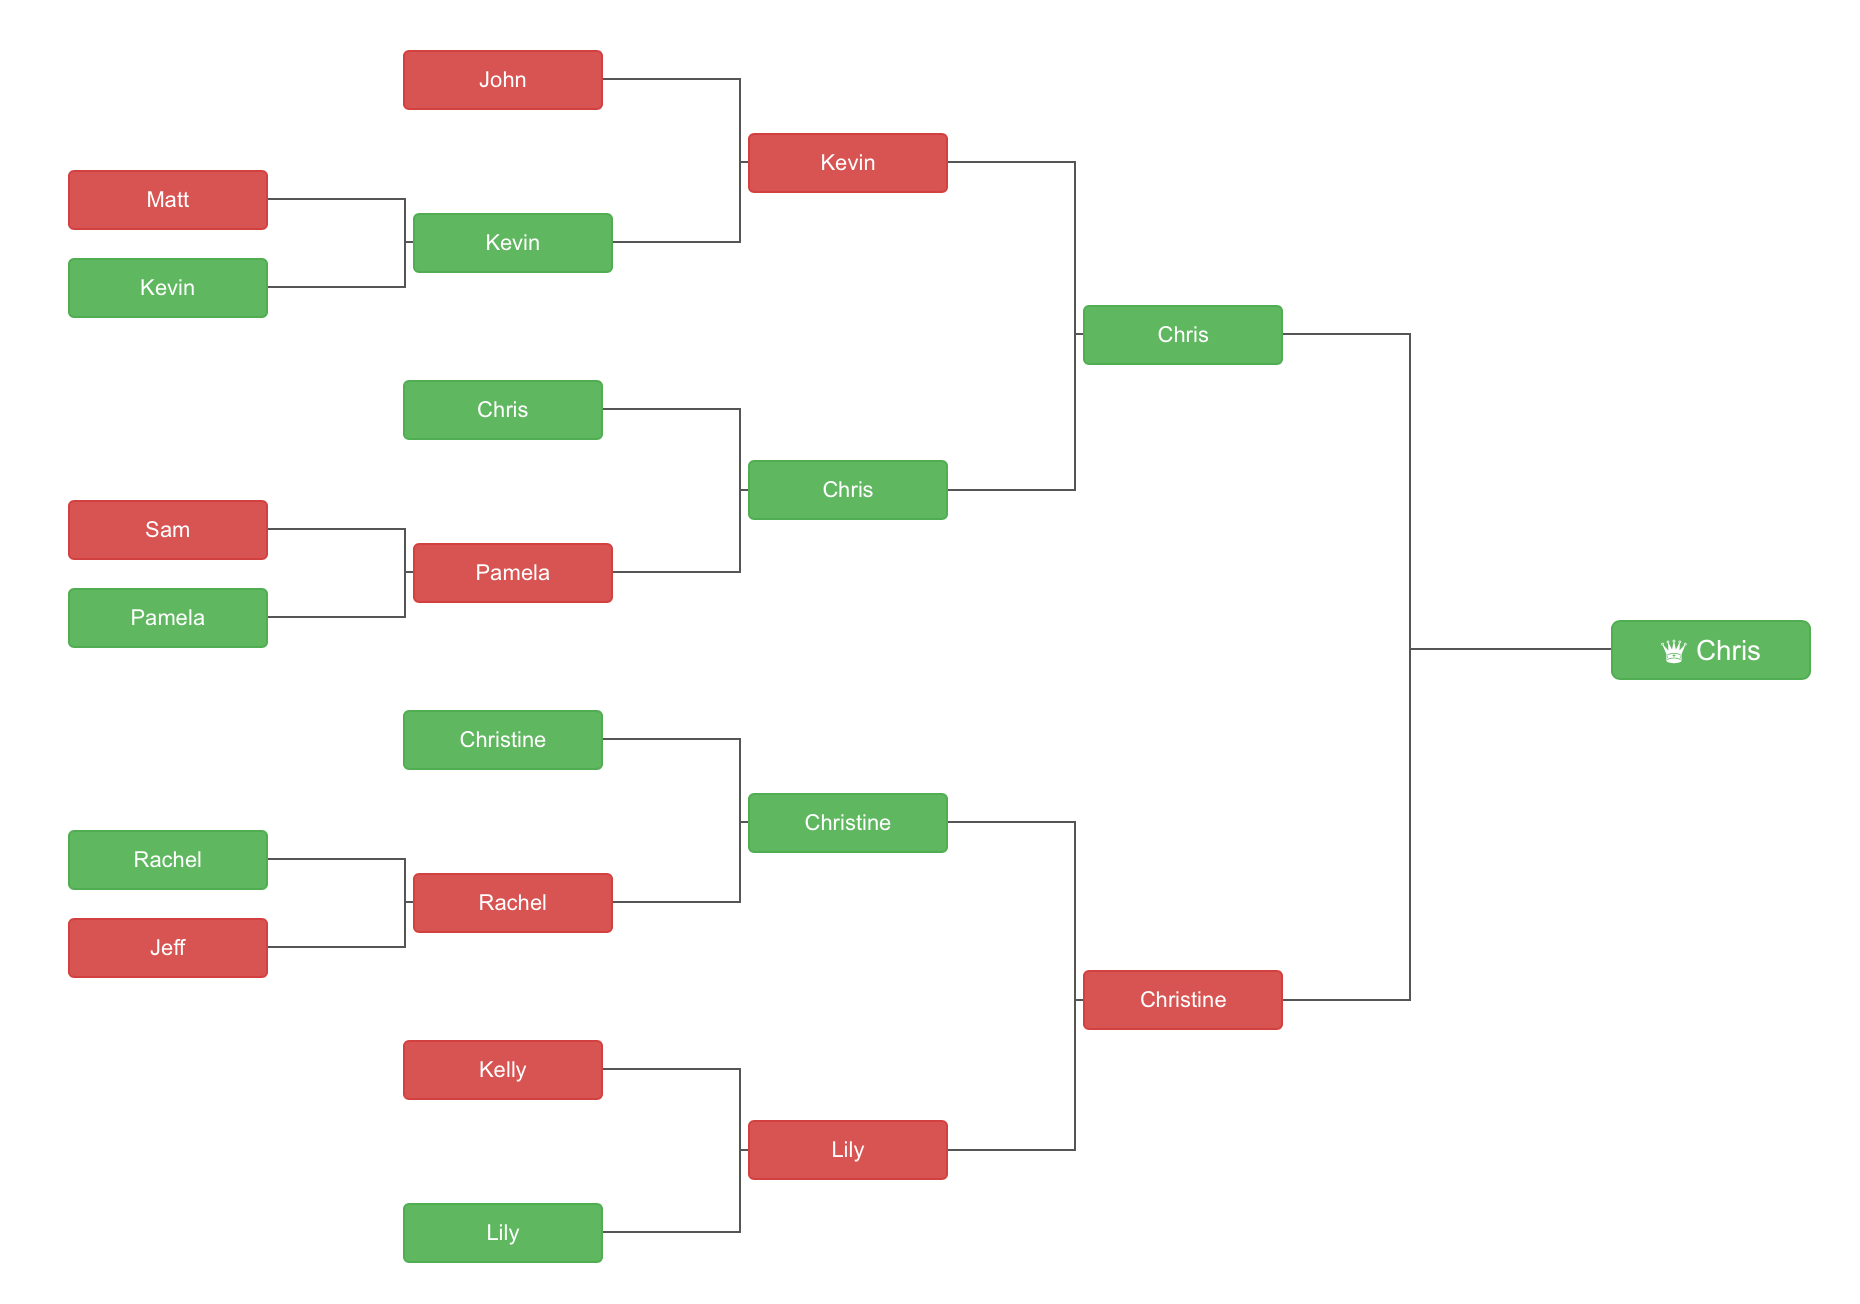 John
Kevin
Matt
Kevin
Kevin
Chris
Chris
Chris
Sam
Pamela
Pamela
♛ Chris
Christine
Christine
Rachel
Rachel
Jeff
Christine
Kelly
Lily
Lily